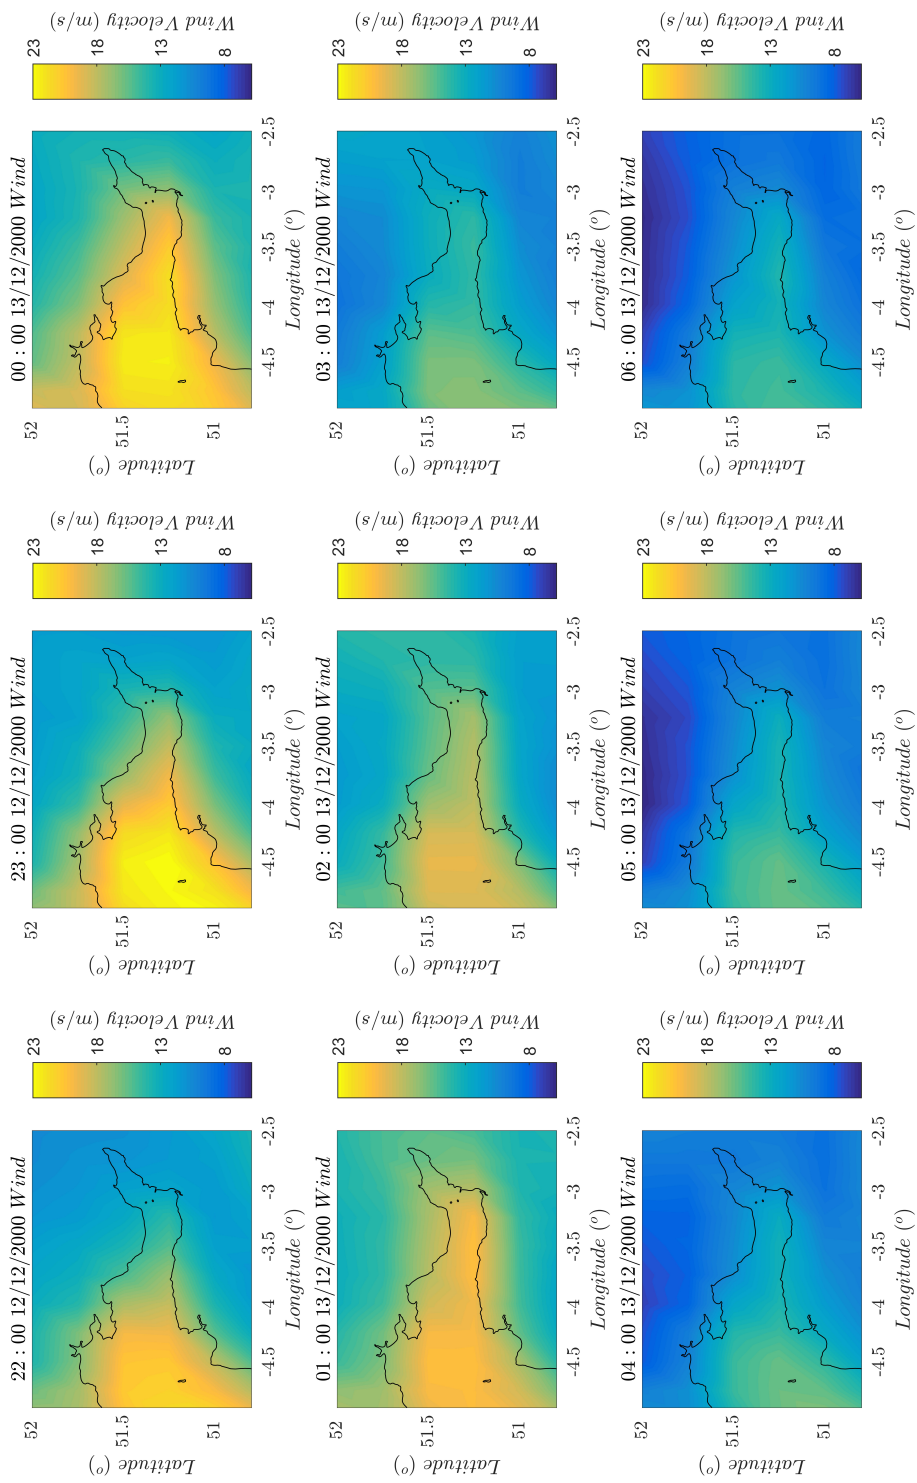 22 : 00 12/12/2000 Wind
Latitude (°)
52
51.5
51
-4.5 -4 -3.5 -3 -2.5
Longitude (°)
23
18
13
8
Wind Velocity (m/s)
23 : 00 12/12/2000 Wind
Latitude (°)
52
51.5
51
-4.5 -4 -3.5 -3 -2.5
Longitude (°)
23
18
13
8
Wind Velocity (m/s)
00 : 00 13/12/2000 Wind
Latitude (°)
52
51.5
51
-4.5 -4 -3.5 -3 -2.5
Longitude (°)
23
18
13
8
Wind Velocity (m/s)
01 : 00 13/12/2000 Wind
Latitude (°)
52
51.5
51
-4.5 -4 -3.5 -3 -2.5
Longitude (°)
23
18
13
8
Wind Velocity (m/s)
02 : 00 13/12/2000 Wind
Latitude (°)
52
51.5
51
-4.5 -4 -3.5 -3 -2.5
Longitude (°)
23
18
13
8
Wind Velocity (m/s)
03 : 00 13/12/2000 Wind
Latitude (°)
52
51.5
51
-4.5 -4 -3.5 -3 -2.5
Longitude (°)
23
18
13
8
Wind Velocity (m/s)
04 : 00 13/12/2000 Wind
Latitude (°)
52
51.5
51
-4.5 -4 -3.5 -3 -2.5
Longitude (°)
23
18
13
8
Wind Velocity (m/s)
05 : 00 13/12/2000 Wind
Latitude (°)
52
51.5
51
-4.5 -4 -3.5 -3 -2.5
Longitude (°)
23
18
13
8
Wind Velocity (m/s)
06 : 00 13/12/2000 Wind
Latitude (°)
52
51.5
51
-4.5 -4 -3.5 -3 -2.5
Longitude (°)
23
18
13
8
Wind Velocity (m/s)